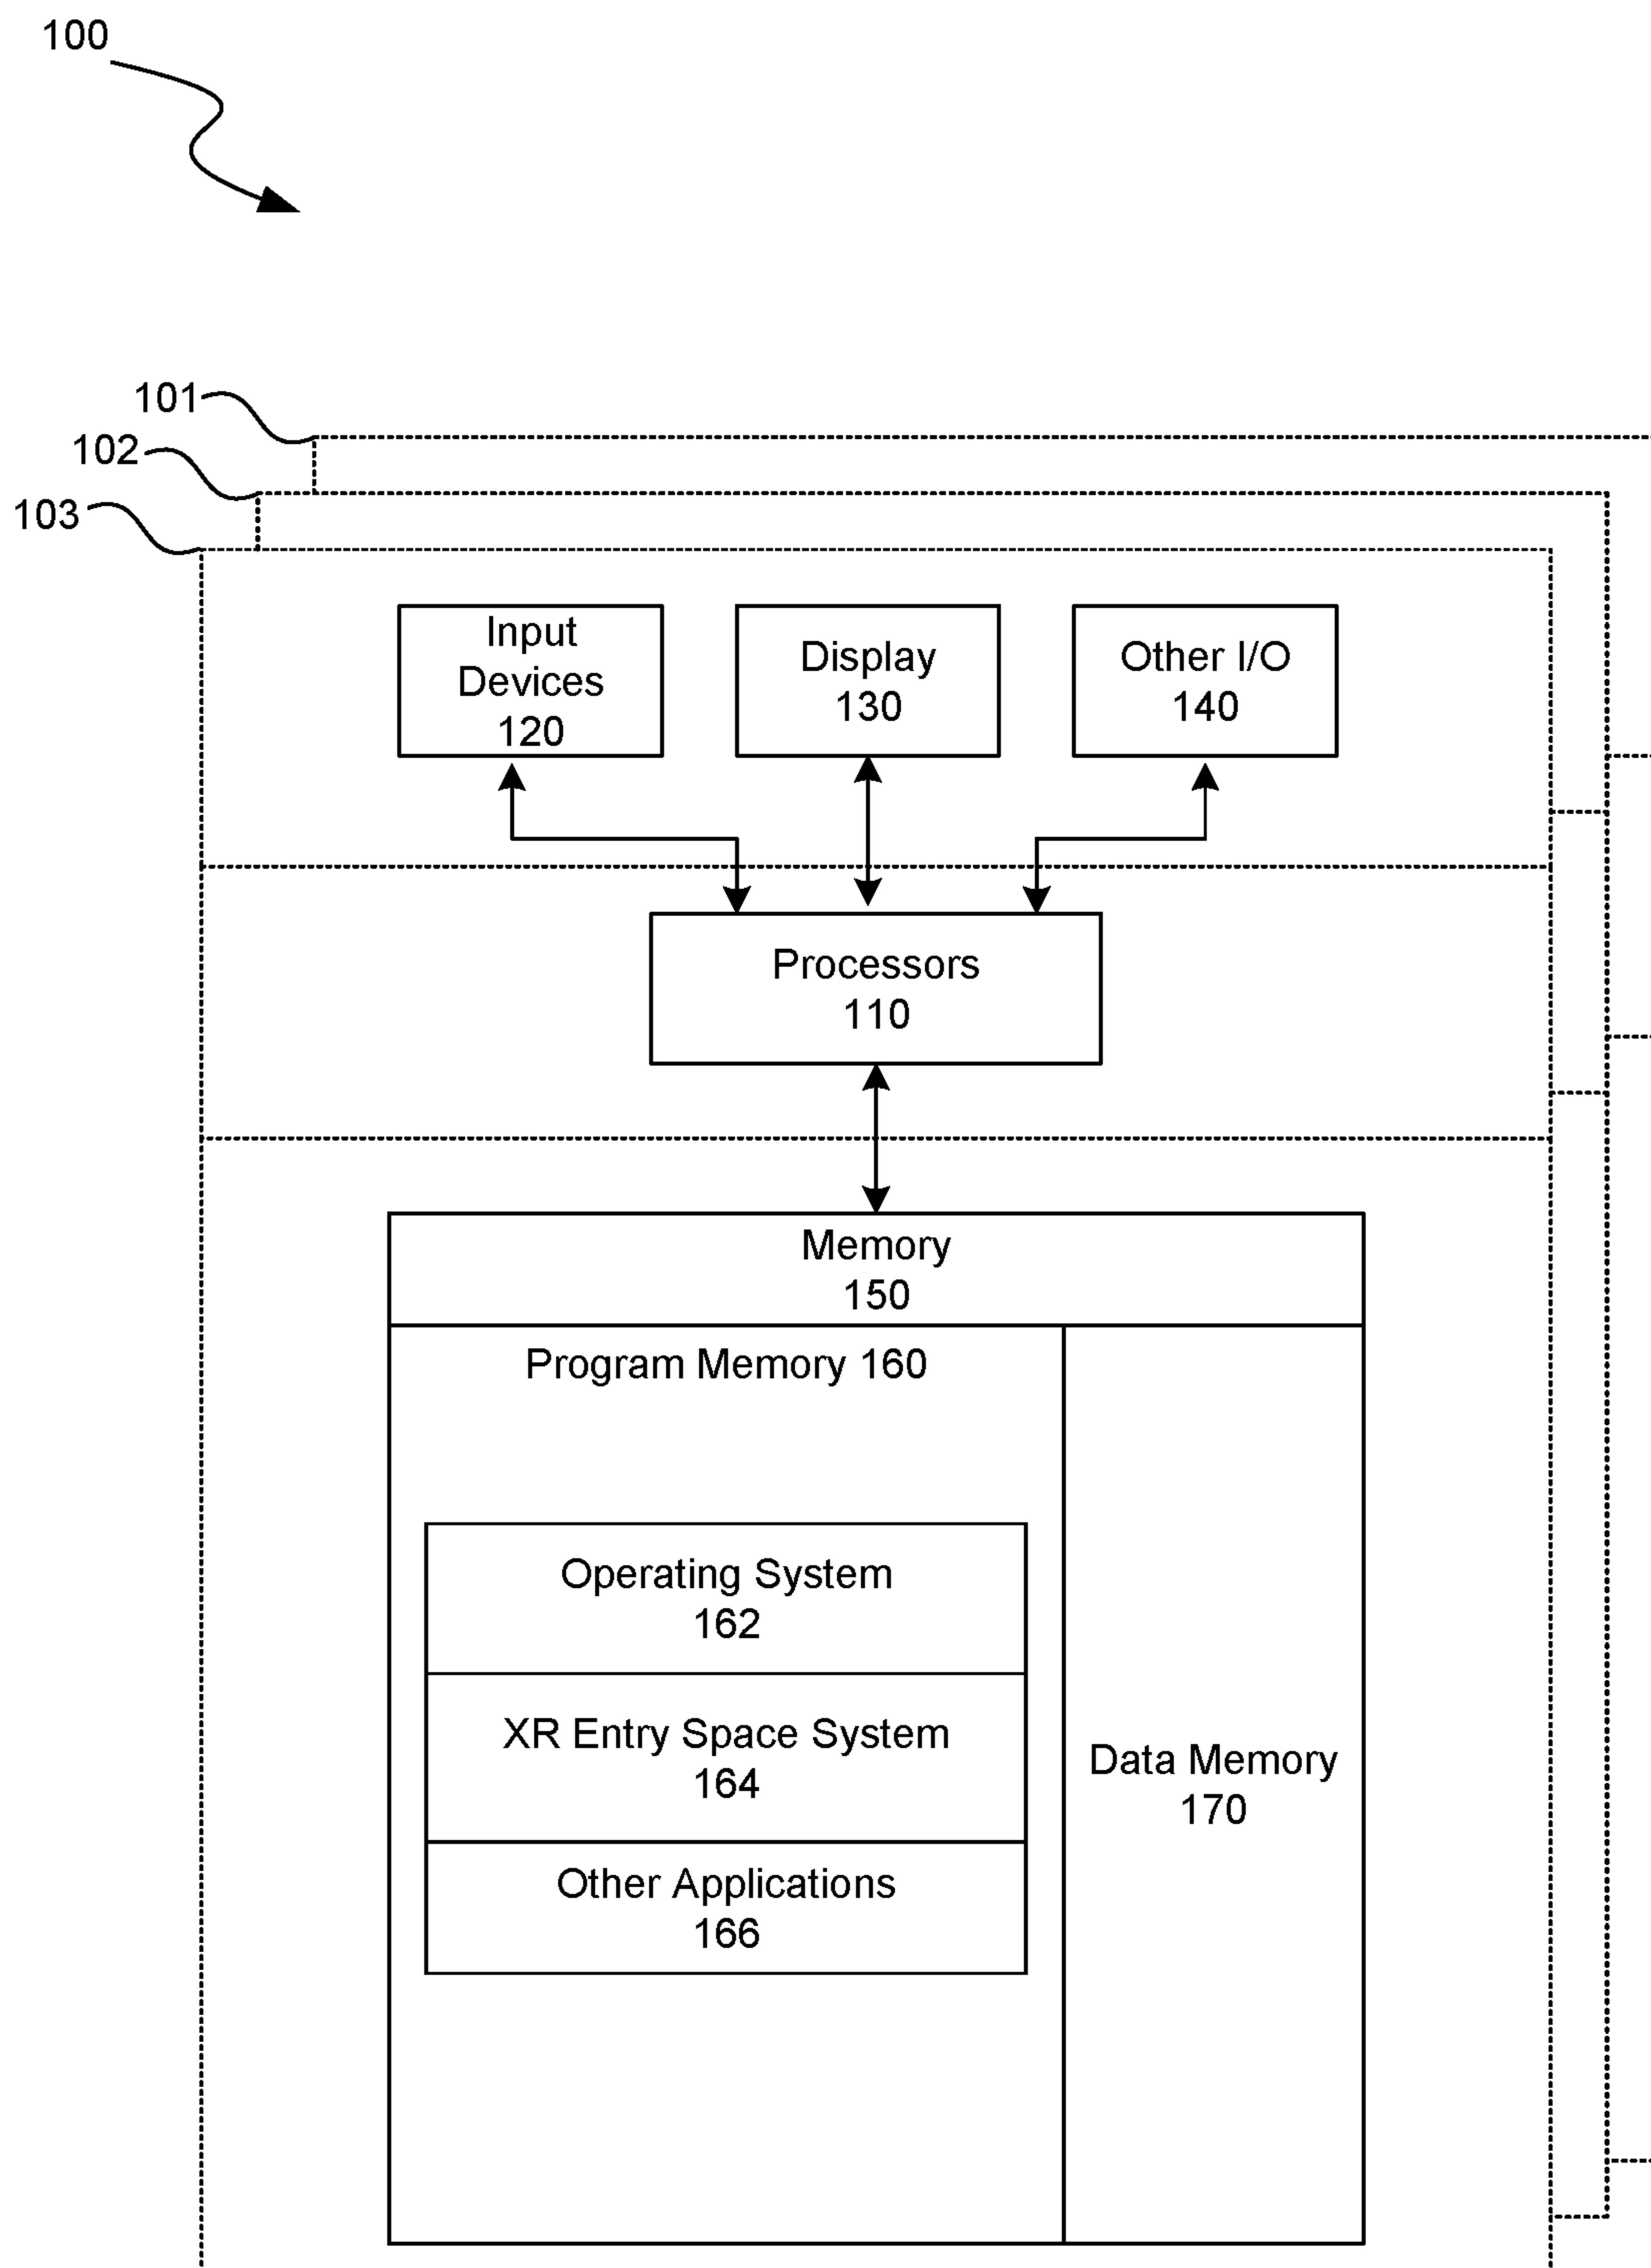 100
101
102
103
Input
Devices
120
Display
130
Other I/O
140
Processors
110
Memory
150
Program Memory 160
Operating System
162
XR Entry Space System
164
Other Applications
166
Data Memory
170